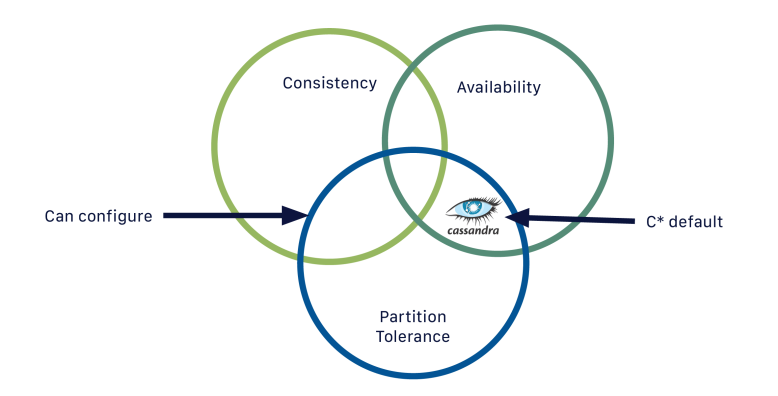 Consistency
Availability
Can configure
cassandra
C* default
Partition
Tolerance